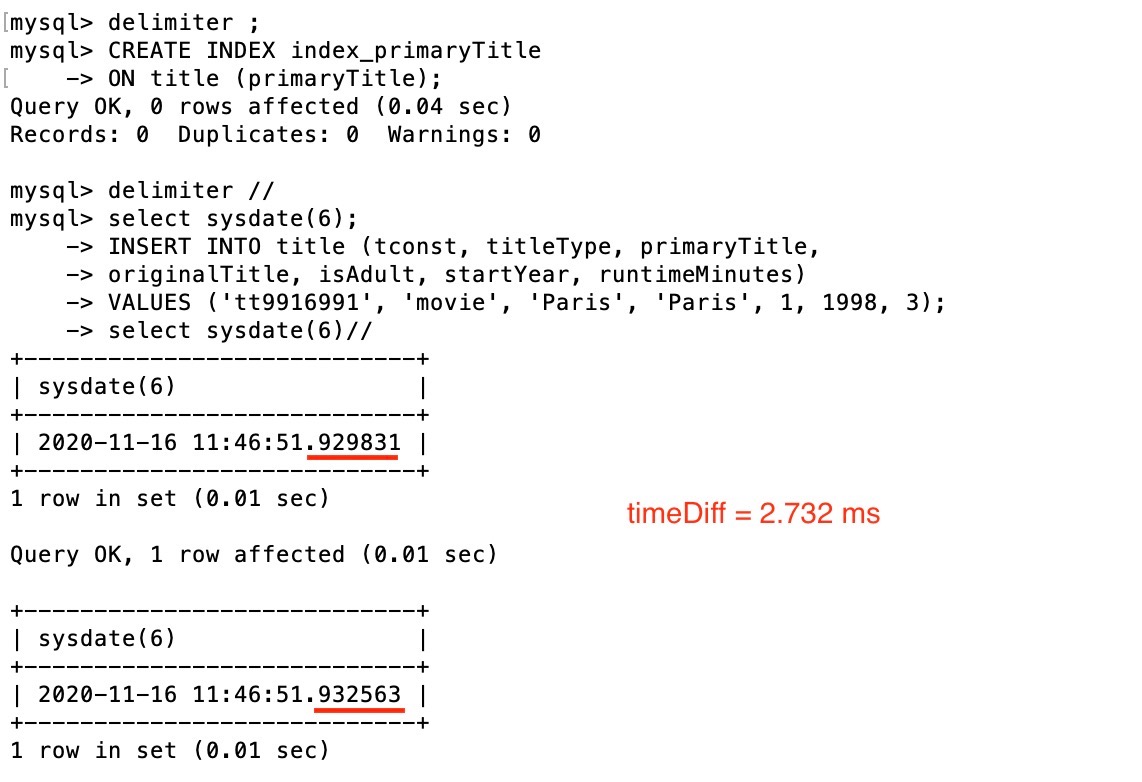 mysql> delimiter ;
mysql> CREATE INDEX index_primaryTitle
    -> ON title (primaryTitle);
Query OK, 0 rows affected (0.04 sec)
Records: 0  Duplicates: 0  Warnings: 0
mysql> delimiter //
mysql> select sysdate(6);
    -> INSERT INTO title (tconst, titleType, primaryTitle,
    -> originalTitle, isAdult, startYear, runtimeMinutes)
    -> VALUES ('tt9916991', 'movie', 'Paris', 'Paris', 1, 1998, 3);
    -> select sysdate(6)//
+----------------------------+
| sysdate(6)                 |
+----------------------------+
| 2020-11-16 11:46:51.929831 |
+----------------------------+
1 row in set (0.01 sec)
timeDiff = 2.732 ms
Query OK, 1 row affected (0.01 sec)
+----------------------------+
| sysdate(6)                 |
+----------------------------+
| 2020-11-16 11:46:51.932563 |
+----------------------------+
1 row in set (0.01 sec)